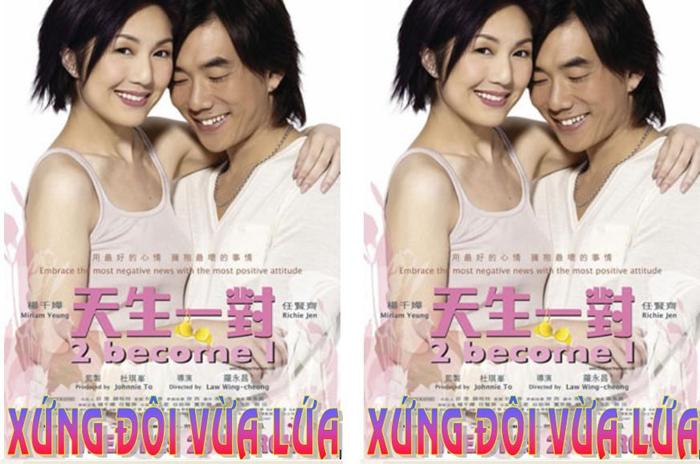 用最好的心情 擁抱最壞的事情
Embrace the most negative news with the most positive attitude
楊千嬅 天生一對 任賢齊
Miriam Yeung Richie Jen
2 become 1
監製 杜琪峯 導演 羅永昌
Produced by Johnnie To Directed by Law Wing-cheong
XỨNG ĐÔI VỪA LỨA
用最好的心情 擁抱最壞的事情
Embrace the most negative news with the most positive attitude
楊千嬅 天生一對 任賢齊
Miriam Yeung Richie Jen
2 become 1
監製 杜琪峯 導演 羅永昌
Produced by Johnnie To Directed by Law Wing-cheong
XỨNG ĐÔI VỪA LỨA